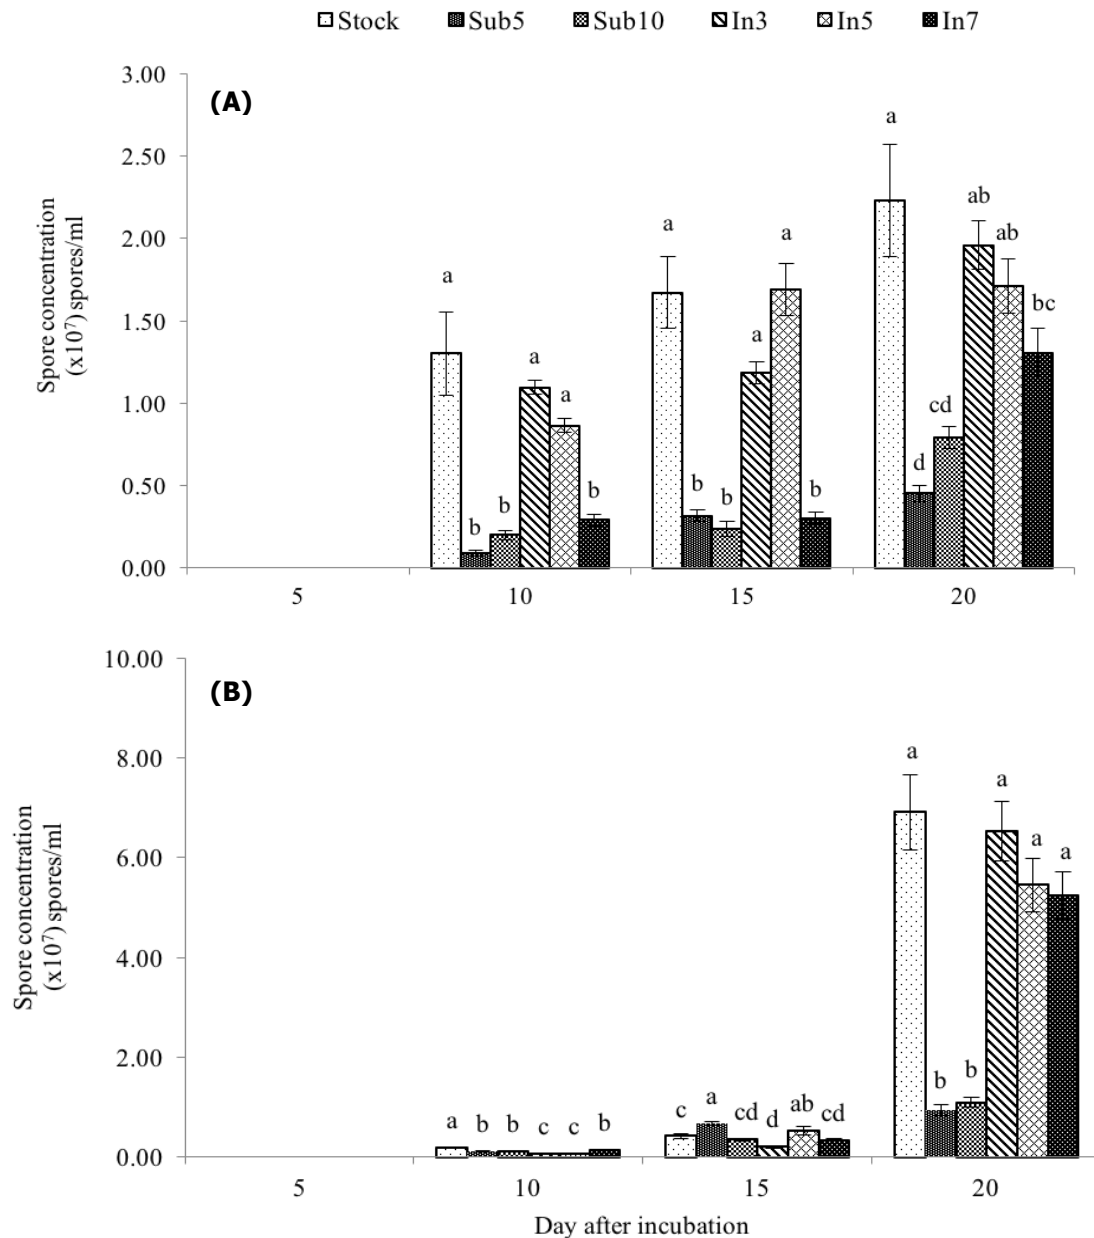 Stock Sub5 Sub10 In3 In5 In7
(A)
Spore concentration
(x10⁷) spores/ml
3.00
2.50
2.00
1.50
1.00
0.50
0.00
a b b a a b
a b b a a b
a d cd ab ab bc
5 10 15 20
(B)
Spore concentration
(x10⁷) spores/ml
10.00
8.00
6.00
4.00
2.00
0.00
a b b c c b
c a cd d ab cd
a b b a a a
5 10 15 20
Day after incubation